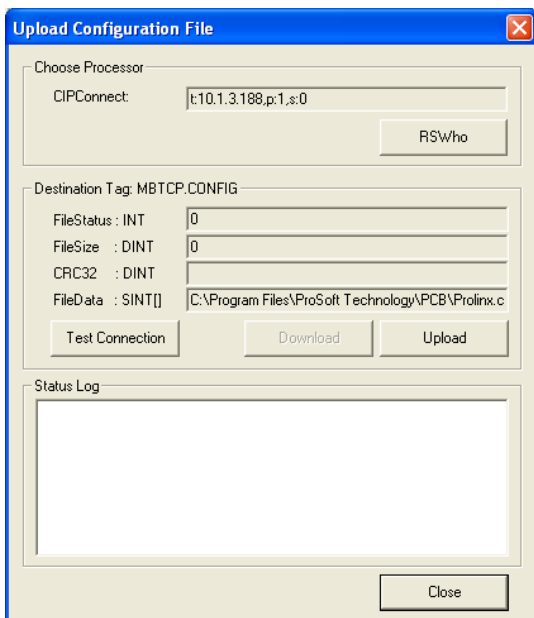 Upload Configuration File
Choose Processor
CIPConnect: t:10.1.3.188,p:1,s:0
RSWho
Destination Tag: MBTCP.CONFIG
FileStatus : INT 0
FileSize : DINT 0
CRC32 : DINT
FileData : SINT[] C:\Program Files\ProSoft Technology\PCB\Prolinx.c
Test Connection Download Upload
Status Log
Close